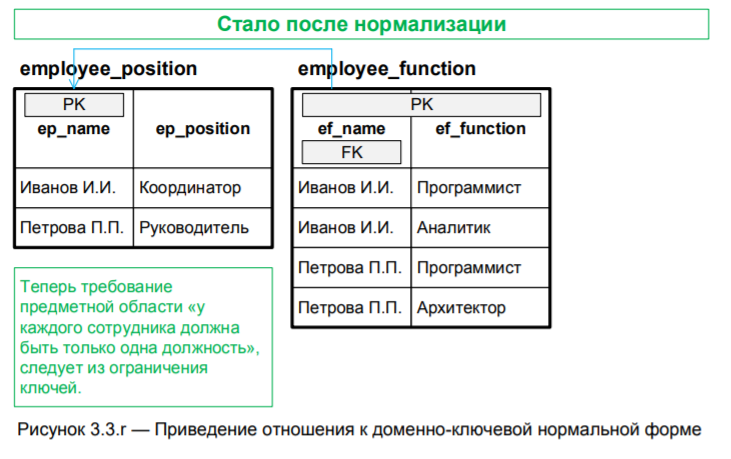 Стало после нормализации
employee_position
employee_function
PK
ep_name ep_position
Иванов И.И. Координатор
Петрова П.П. Руководитель
PK
ef_name ef_function
FK
Иванов И.И. Программист
Иванов И.И. Аналитик
Петрова П.П. Программист
Петрова П.П. Архитектор
Теперь требование
предметной области «у
каждого сотрудника должна
быть только одна должность»,
следует из ограничения
ключей.
Рисунок 3.3.r — Приведение отношения к доменно-ключевой нормальной форме